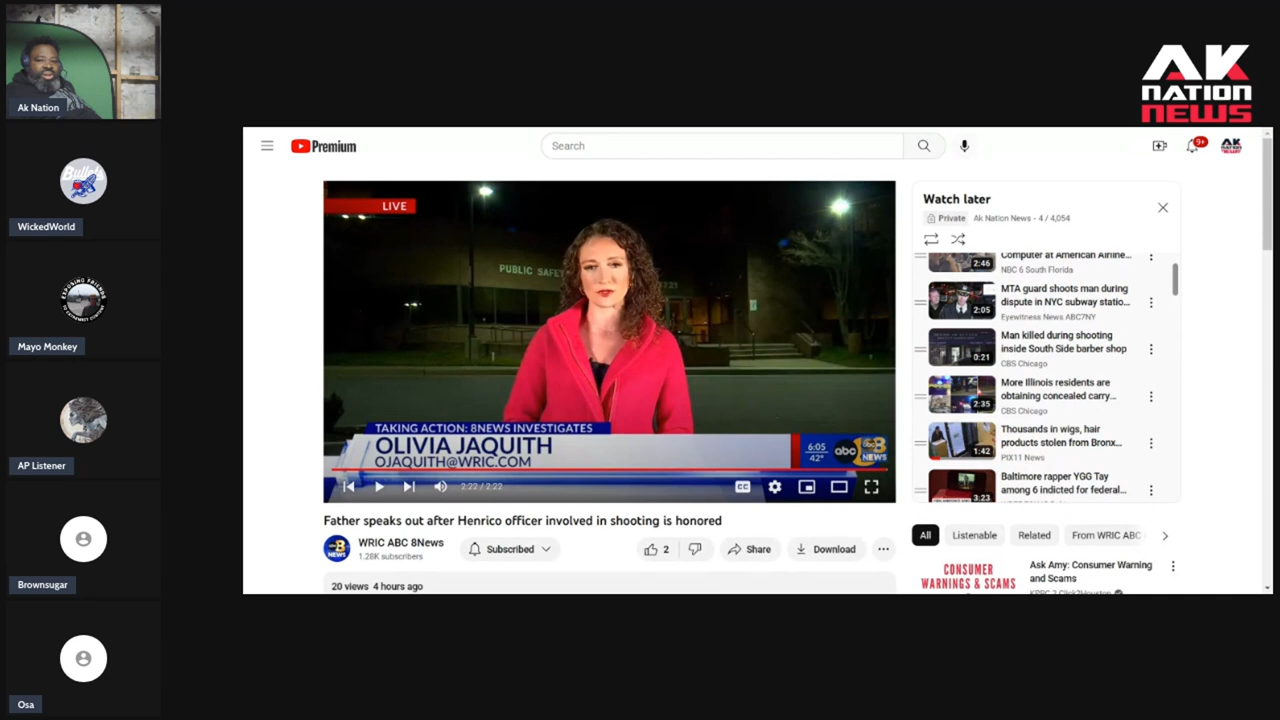 Ak Nation
WickedWorld
Mayo Monkey
AP Listener
Brownsugar
Osa
AK
NATION
NEWS
Premium
Search
9+
LIVE
PUBLIC SAFE
1721
TAKING ACTION: 8NEWS INVESTIGATES
OLIVIA JAQUITH
OJAQUITH@WRIC.COM
6:05
42°
abc
NEWS
2:22 / 2:22
CC
Father speaks out after Henrico officer involved in shooting is honored
WRIC ABC 8News
1.28K subscribers
Subscribed
2
Share
Download
20 views 4 hours ago
Watch later
Private
Ak Nation News - 4 / 4,054
Computer at American Airline...
2:46
NBC 6 South Florida
MTA guard shoots man during
dispute in NYC subway statio...
2:05
Eyewitness News ABC7NY
Man killed during shooting
inside South Side barber shop
0:21
CBS Chicago
More Illinois residents are
obtaining concealed carry...
2:35
CBS Chicago
Thousands in wigs, hair
products stolen from Bronx...
1:42
PIX11 News
Baltimore rapper YGG Tay
among 6 indicted for federal...
3:23
All
Listenable
Related
From WRIC ABC
CONSUMER
WARNINGS & SCAMS
Ask Amy: Consumer Warning
and Scams
KPRC 2 Click2Houston